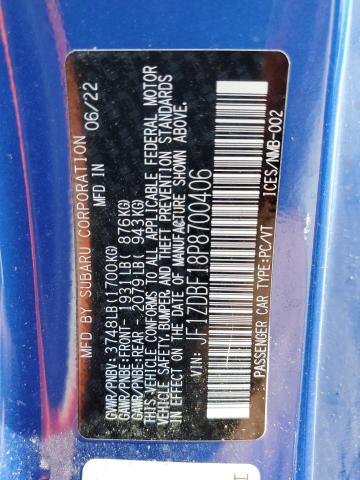 MFD BY SUBARU CORPORATION 06/22
GVWR/PNBV: 3748LB(1700KG)
GAWR/PNBE:FRONT - 1931LB( 876KG)
GAWR/PNBE:REAR - 2079LB( 943KG)
THIS VEHICLE CONFORMS TO ALL APPLICABLE FEDERAL MOTOR
VEHICLE SAFETY,BUMPER, AND THEFT PREVENTION STANDARDS
IN EFFECT ON THE DATE OF MANUFACTURE SHOWN ABOVE.
VIN: JF1ZDBF18P8700406
PASSENGER CAR TYPE:PC/VT ICES/NMB-002